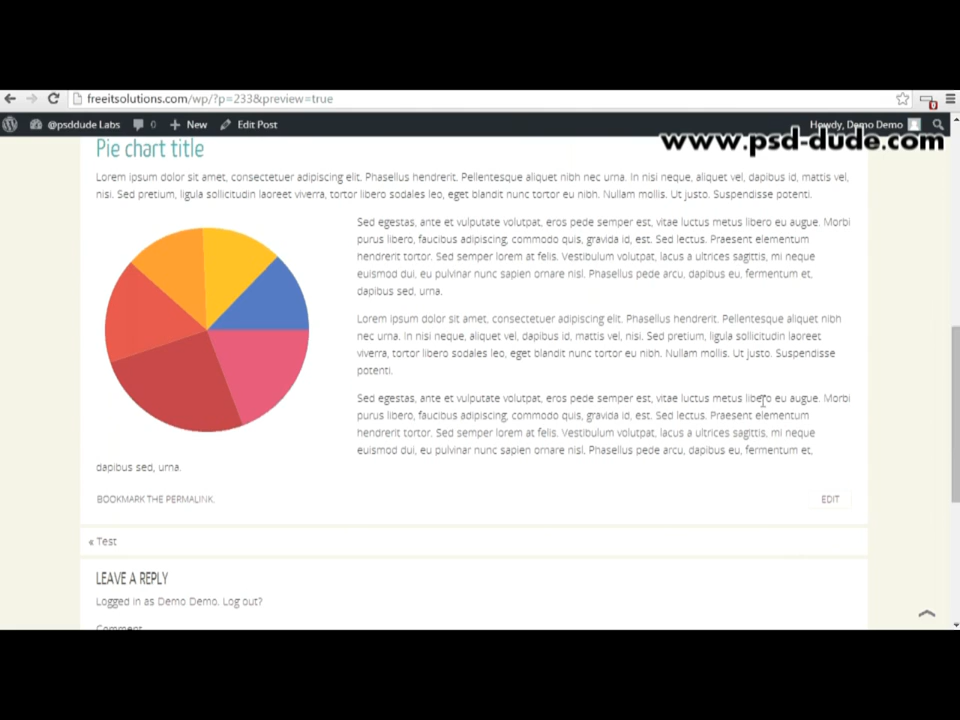 freeitsolutions.com/wp/?p=233&preview=true
@psddude Labs 0 New Edit Post Howdy, Demo Demo
www.psd-dude.com
Pie chart title
Lorem ipsum dolor sit amet, consectetuer adipiscing elit. Phasellus hendrerit. Pellentesque aliquet nibh nec urna. In nisi neque, aliquet vel, dapibus id, mattis vel,
nisi. Sed pretium, ligula sollicitudin laoreet viverra, tortor libero sodales leo, eget blandit nunc tortor eu nibh. Nullam mollis. Ut justo. Suspendisse potenti.
Sed egestas, ante et vulputate volutpat, eros pede semper est, vitae luctus metus libero eu augue. Morbi
purus libero, faucibus adipiscing, commodo quis, gravida id, est. Sed lectus. Praesent elementum
hendrerit tortor. Sed semper lorem at felis. Vestibulum volutpat, lacus a ultrices sagittis, mi neque
euismod dui, eu pulvinar nunc sapien ornare nisl. Phasellus pede arcu, dapibus eu, fermentum et,
dapibus sed, urna.
Lorem ipsum dolor sit amet, consectetuer adipiscing elit. Phasellus hendrerit. Pellentesque aliquet nibh
nec urna. In nisi neque, aliquet vel, dapibus id, mattis vel, nisi. Sed pretium, ligula sollicitudin laoreet
viverra, tortor libero sodales leo, eget blandit nunc tortor eu nibh. Nullam mollis. Ut justo. Suspendisse
potenti.
Sed egestas, ante et vulputate volutpat, eros pede semper est, vitae luctus metus libero eu augue. Morbi
purus libero, faucibus adipiscing, commodo quis, gravida id, est. Sed lectus. Praesent elementum
hendrerit tortor. Sed semper lorem at felis. Vestibulum volutpat, lacus a ultrices sagittis, mi neque
euismod dui, eu pulvinar nunc sapien ornare nisl. Phasellus pede arcu, dapibus eu, fermentum et,
dapibus sed, urna.
BOOKMARK THE PERMALINK. EDIT
« Test
LEAVE A REPLY
Logged in as Demo Demo. Log out?
Comment